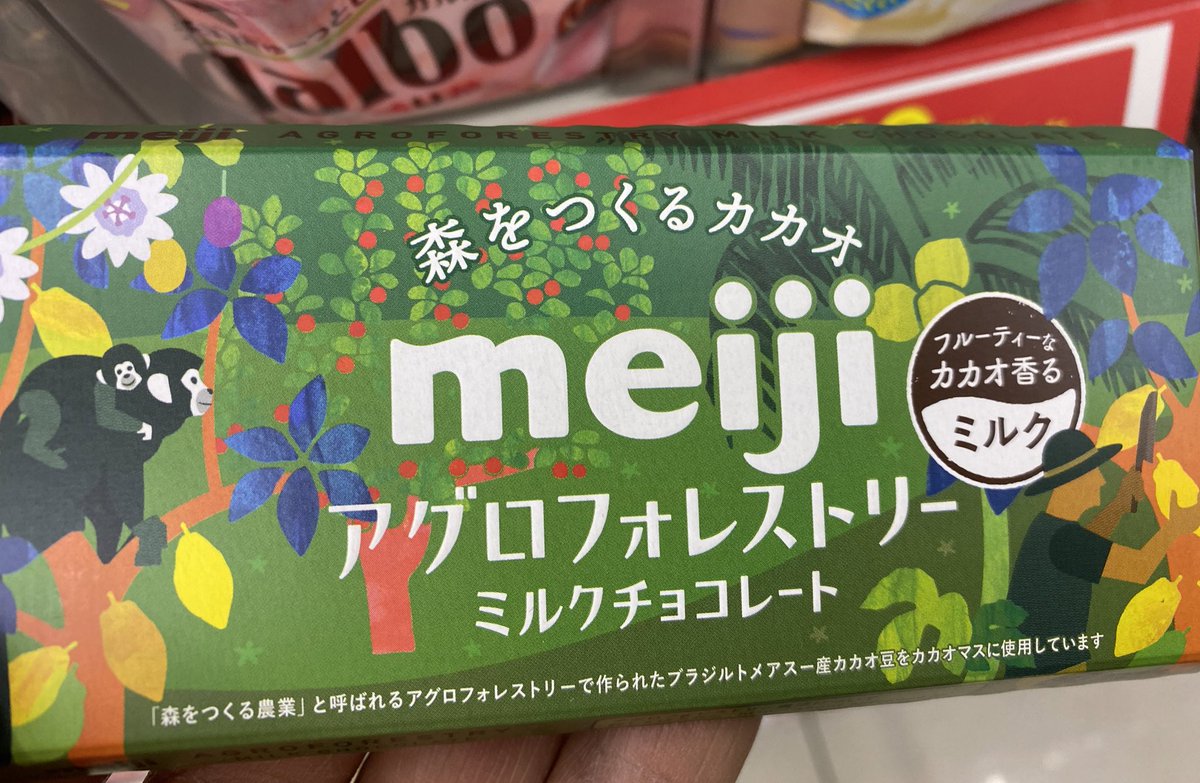 albo
meiji AGROFORESTRY MILK CHOCOLATE
森をつくるカカオ
meiji
フルーティーな
カカオ香る
ミルク
アグロフォレストリー
ミルクチョコレート
「森をつくる農業」と呼ばれるアグロフォレストリーで作られたブラジルトメアスー産カカオ豆をカカオマスに使用しています